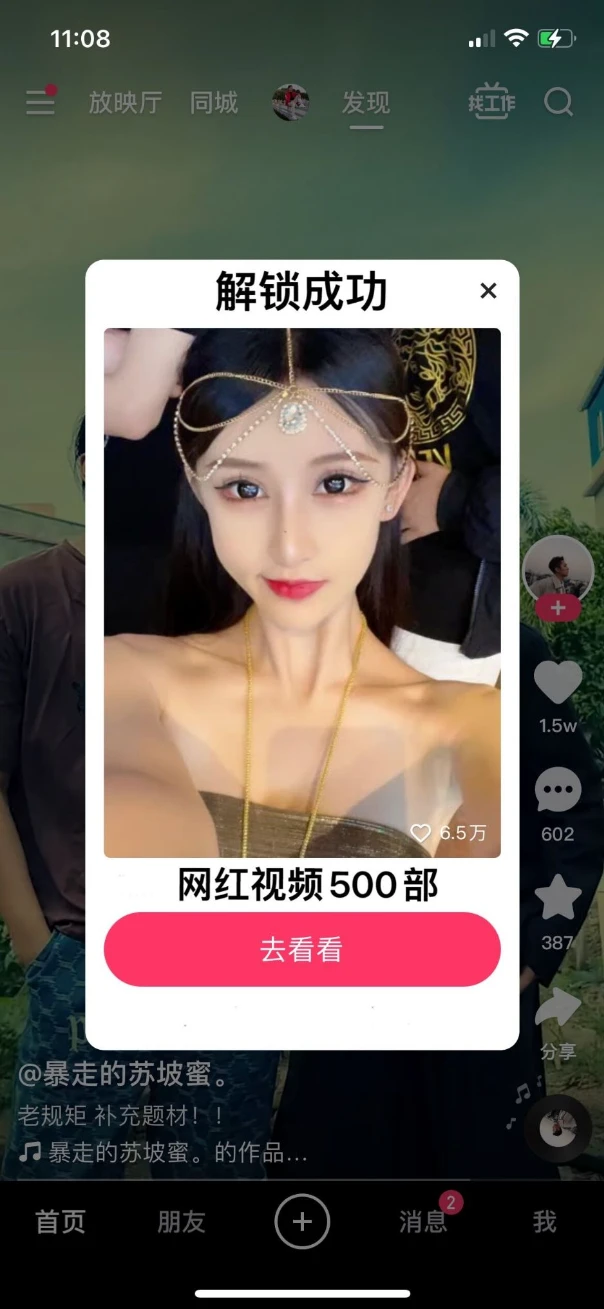 11:08
放映厅 同城 发现 找工作
解锁成功
×
6.5万
网红视频500部
去看看
1.5w
602
387
分享
@暴走的苏坡蜜。
老规矩 补充题材！！
暴走的苏坡蜜。的作品...
首页 朋友 消息 2 我